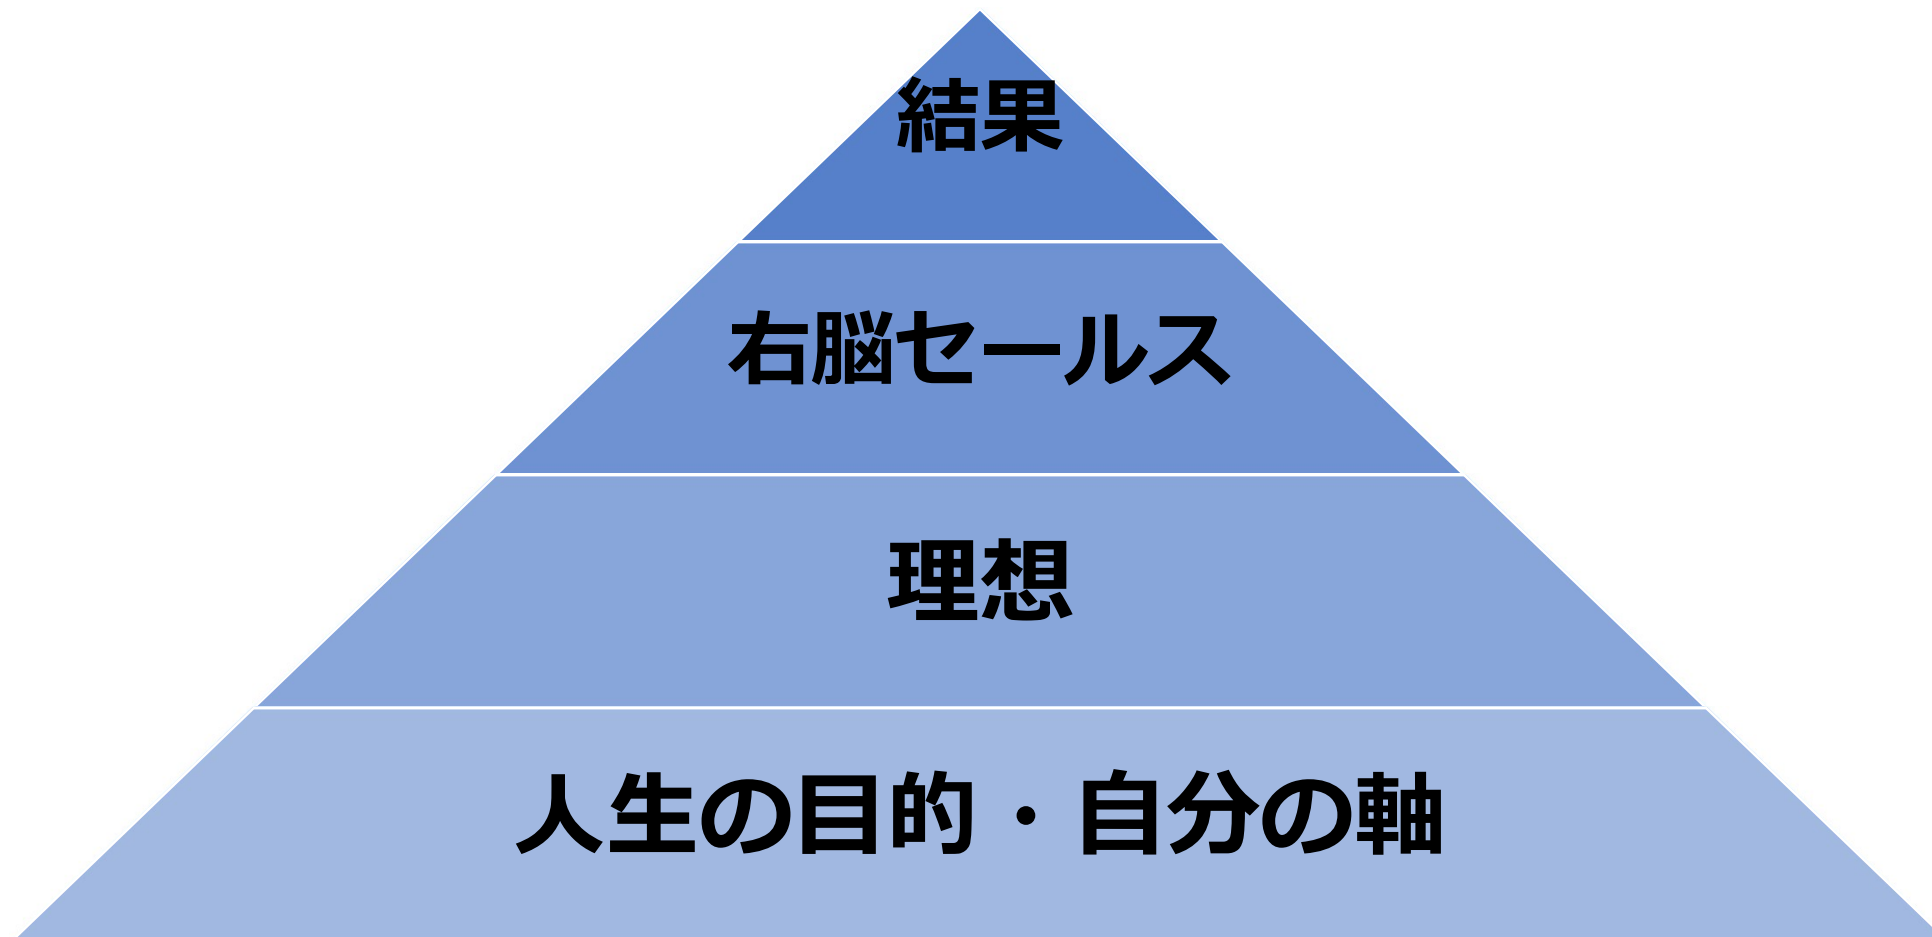 結果
右脳セールス
理想
人生の目的・自分の軸